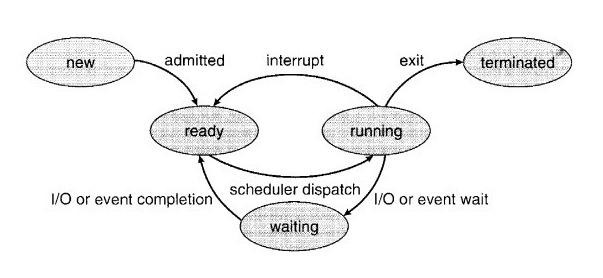 new
admitted
interrupt
exit
terminated
ready
running
scheduler dispatch
I/O or event completion
I/O or event wait
waiting